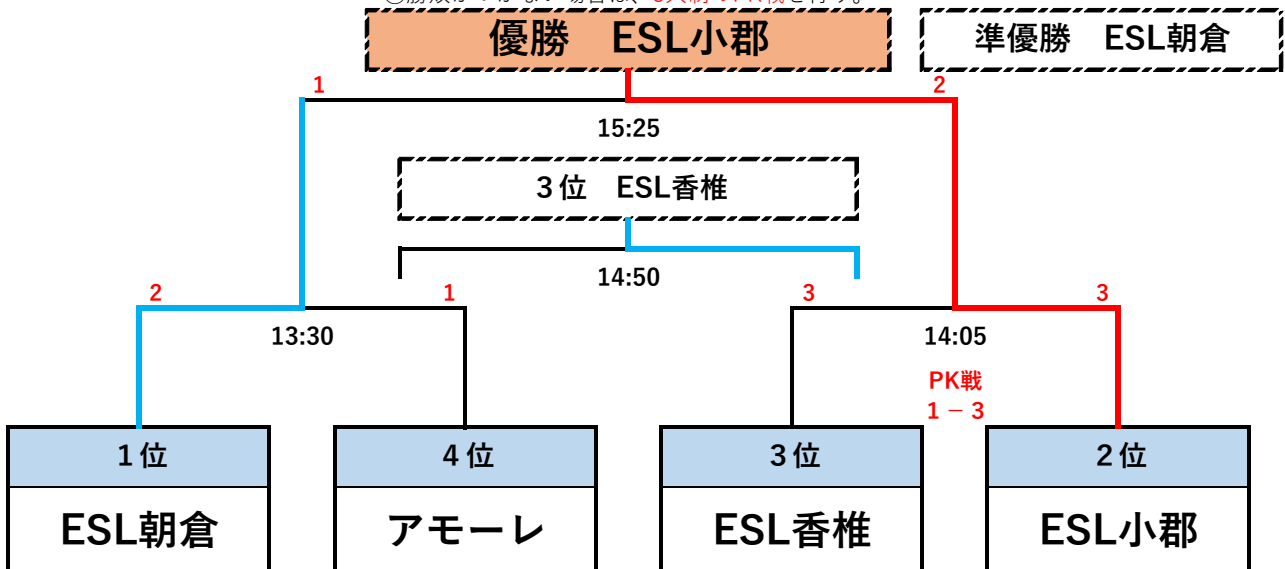 優勝　ESL小郡
準優勝　ESL朝倉
1
2
15:25
３位　ESL香椎
14:50
2
1
3
3
13:30
14:05
PK戦
1 − 3
1位
4位
3位
2位
ESL朝倉
アモーレ
ESL香椎
ESL小郡